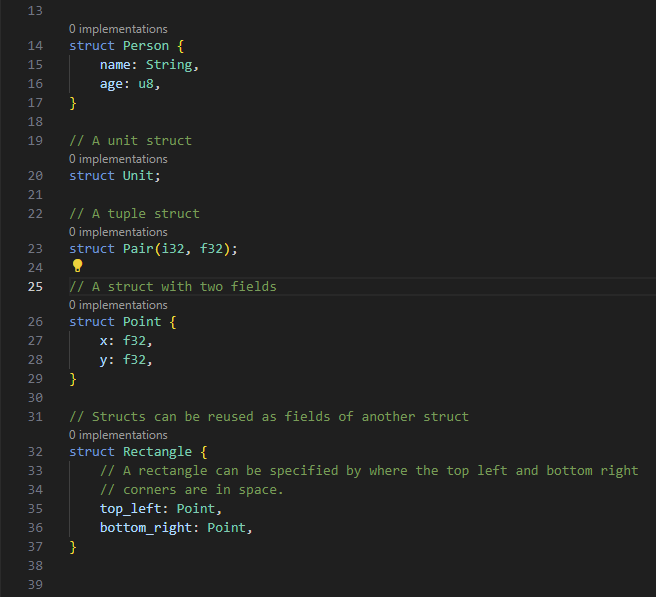 13
0 implementations
14 struct Person {
15     name: String,
16     age: u8,
17 }
18
19 // A unit struct
0 implementations
20 struct Unit;
21
22 // A tuple struct
0 implementations
23 struct Pair(i32, f32);
24
25 // A struct with two fields
0 implementations
26 struct Point {
27     x: f32,
28     y: f32,
29 }
30
31 // Structs can be reused as fields of another struct
0 implementations
32 struct Rectangle {
33     // A rectangle can be specified by where the top left and bottom right
34     // corners are in space.
35     top_left: Point,
36     bottom_right: Point,
37 }
38
39